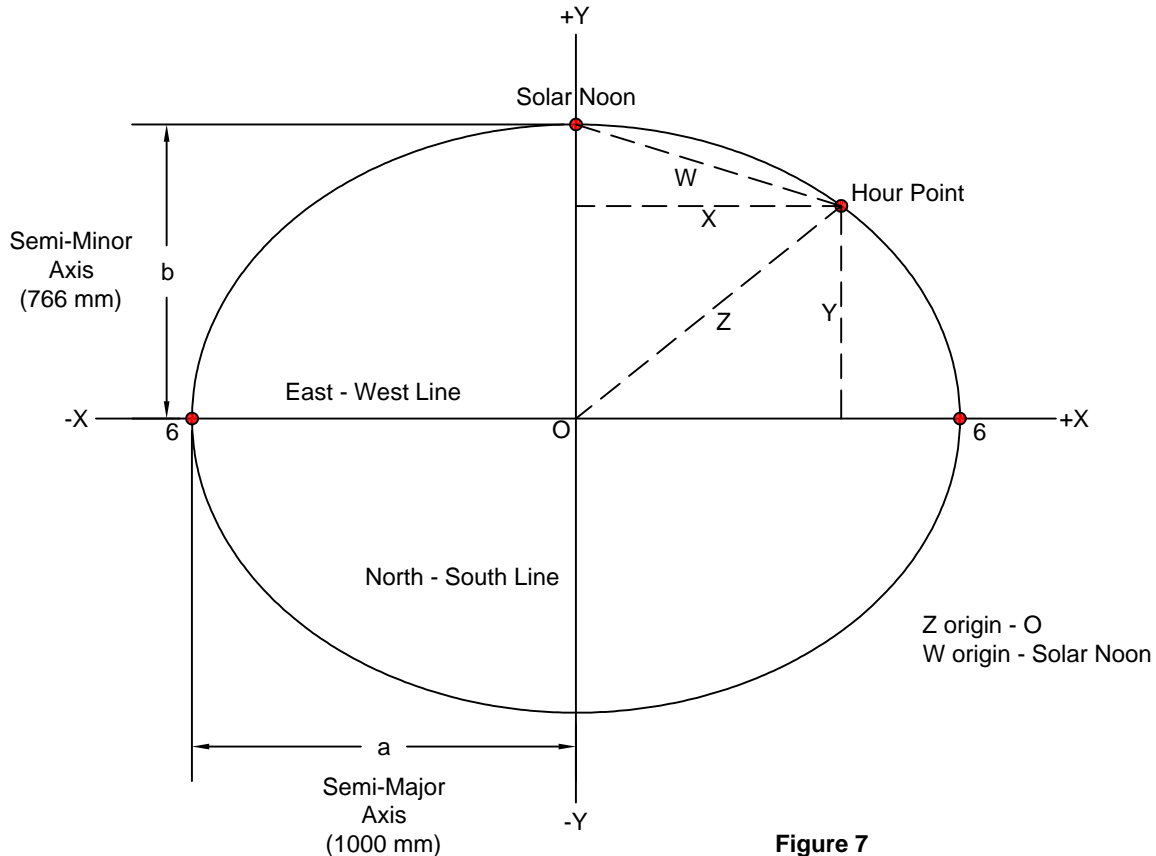 +Y
Solar Noon
W
Hour Point
X
Semi-Minor
Axis
(766 mm)
b
Z
Y
East - West Line
-X
6
O
6
+X
North - South Line
Z origin - O
W origin - Solar Noon
a
Semi-Major
Axis
(1000 mm)
-Y
Figure 7